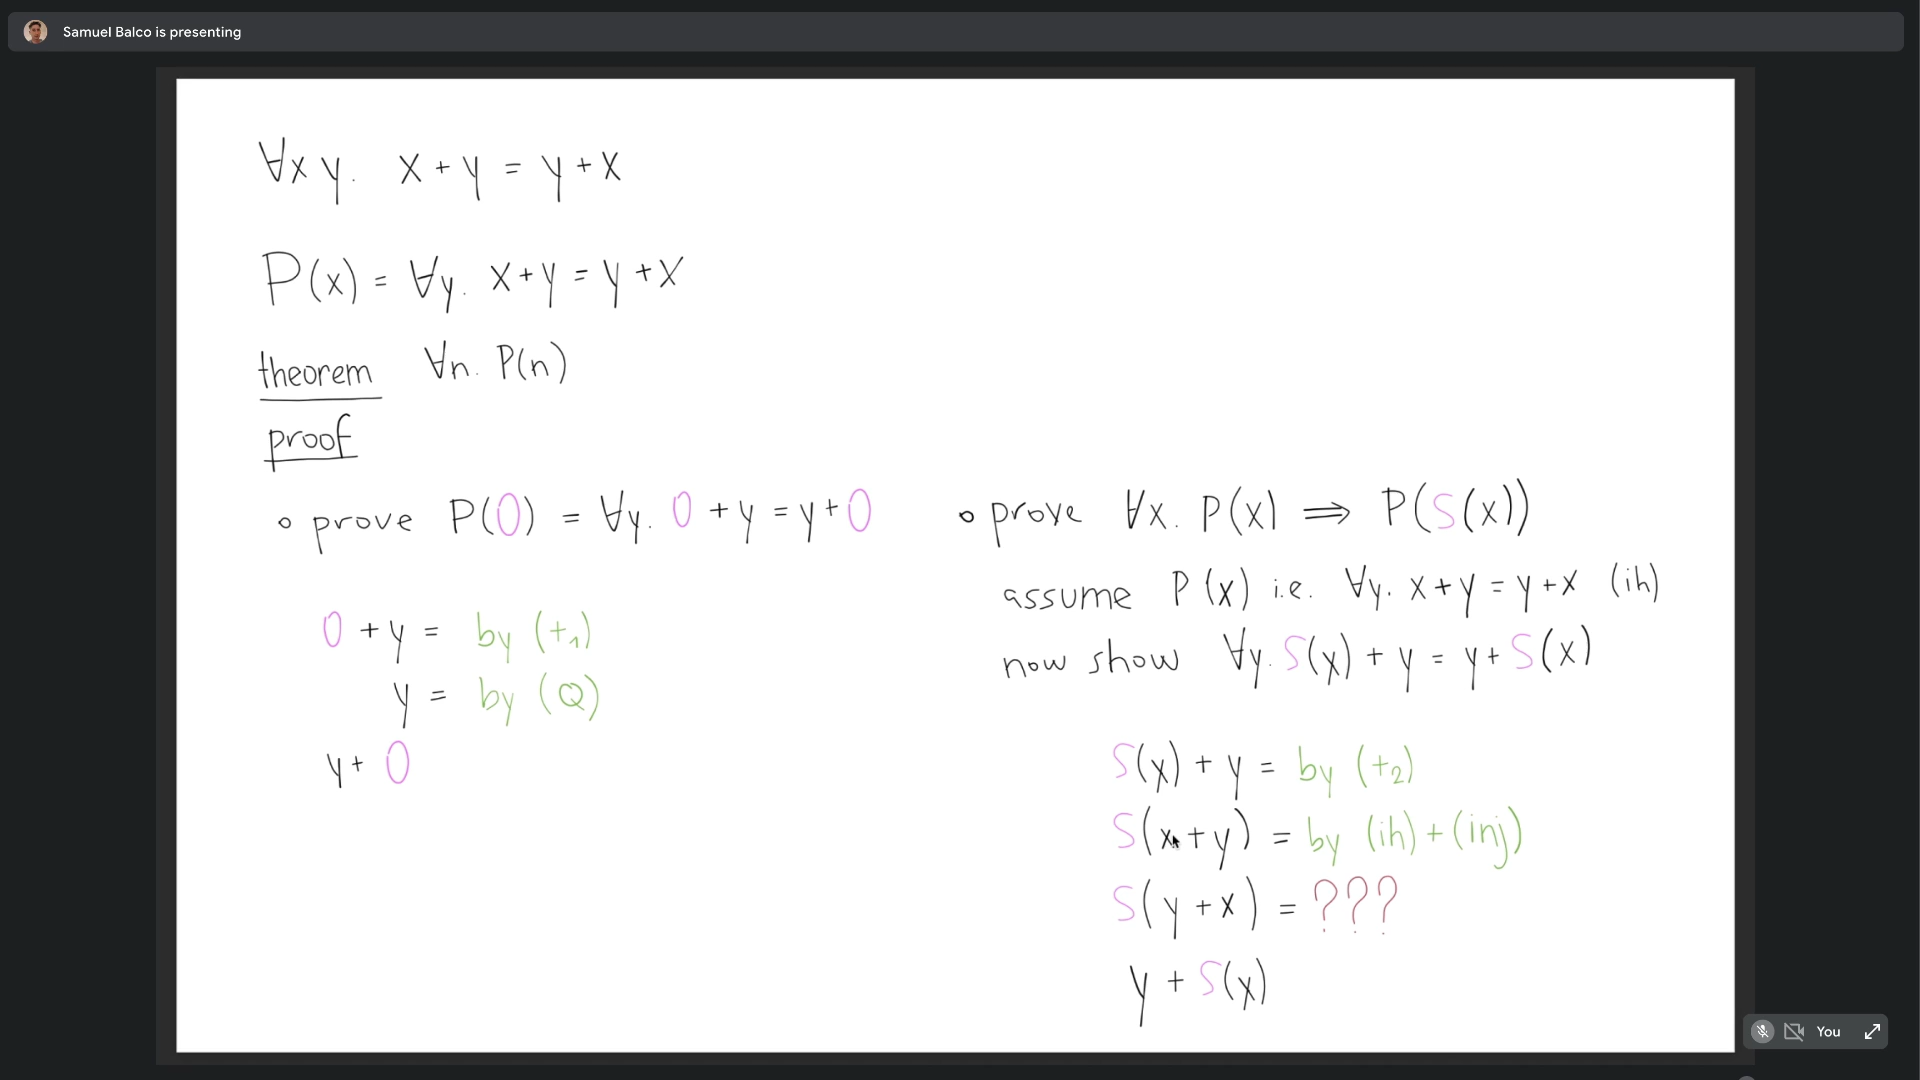 Samuel Balco is presenting
∀x y. x + y = y + x
P(x) = ∀y. x + y = y + x
theorem ∀n. P(n)
proof
∘ prove P(0) = ∀y. 0 + y = y + 0
0 + y = by (+₁)
y = by (Q)
y + 0
∘ prove ∀x. P(x) ⟹ P(S(x))
assume P(x) i.e. ∀y. x + y = y + x (ih)
now show ∀y. S(x) + y = y + S(x)
S(x) + y = by (+₂)
S(x + y) = by (ih) + (inj)
S(y + x) = ???
y + S(x)
You